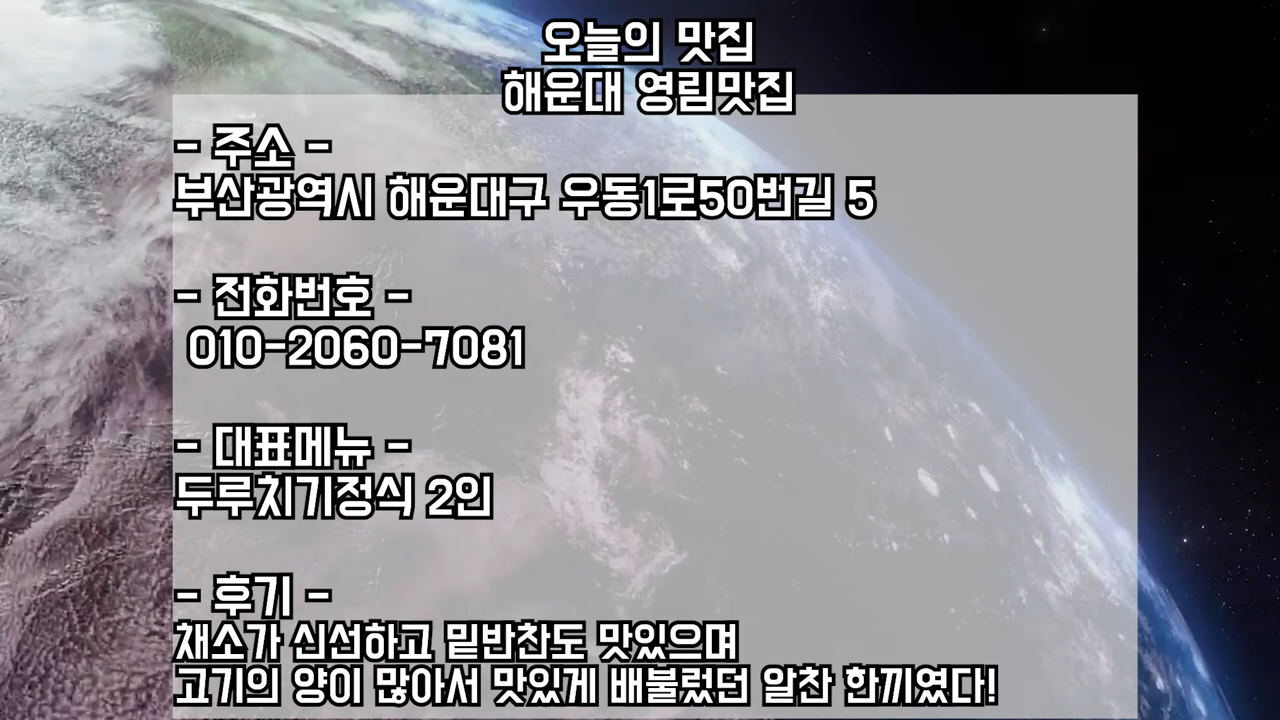 오늘의 맛집
해운대 영림맛집
- 주소 -
부산광역시 해운대구 우동1로50번길 5
- 전화번호 -
010-2060-7081
- 대표메뉴 -
두루치기정식 2인
- 후기 -
채소가 신선하고 밑반찬도 맛있으며
고기의 양이 많아서 맛있게 배불렀던 알찬 한끼였다!